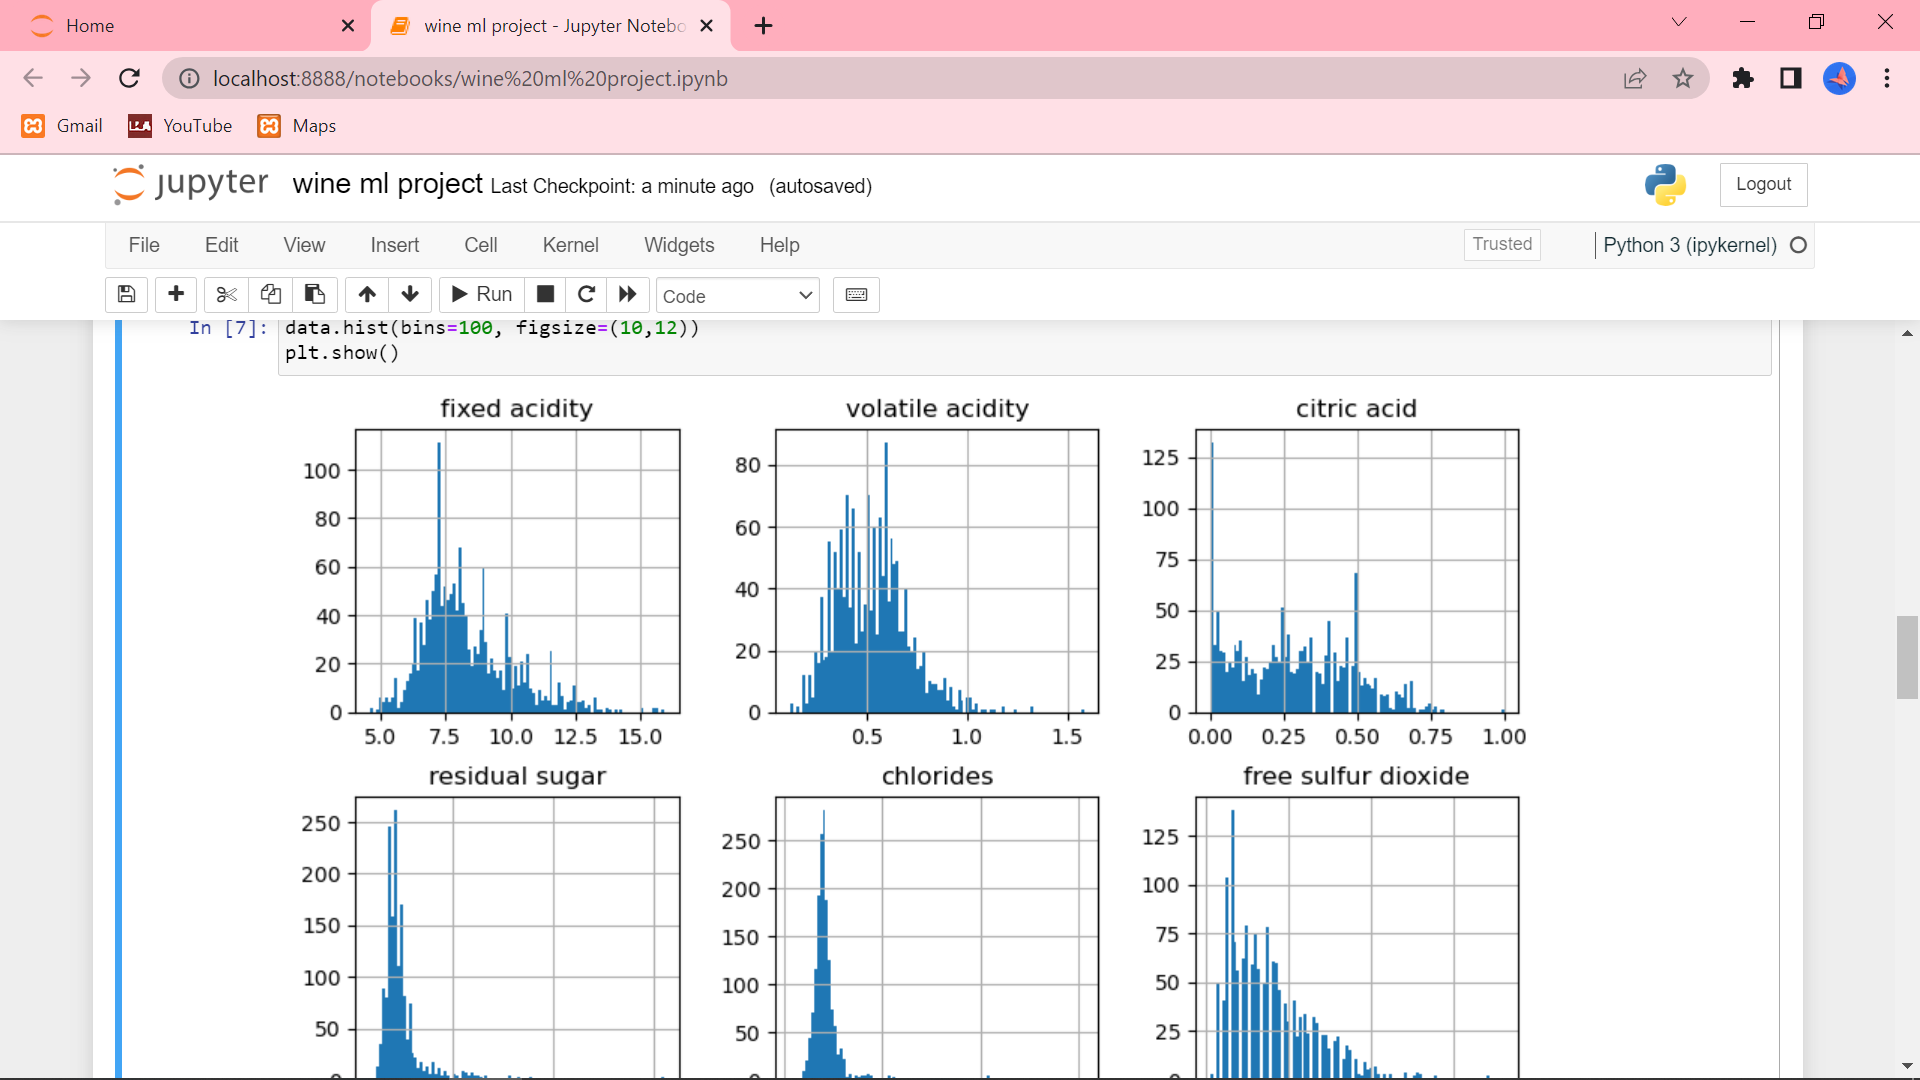 Home
wine ml project - Jupyter Notebo
localhost:8888/notebooks/wine%20ml%20project.ipynb
Gmail
YouTube
Maps
jupyter wine ml project Last Checkpoint: a minute ago (autosaved)
Logout
File Edit View Insert Cell Kernel Widgets Help
Trusted
Python 3 (ipykernel)
Run
Code
In [7]: data.hist(bins=100, figsize=(10,12))
plt.show()
fixed acidity
100
80
60
40
20
0
5.0 7.5 10.0 12.5 15.0
volatile acidity
80
60
40
20
0
0.5 1.0 1.5
citric acid
125
100
75
50
25
0
0.00 0.25 0.50 0.75 1.00
residual sugar
250
200
150
100
50
0
chlorides
250
200
150
100
50
0
free sulfur dioxide
125
100
75
50
25
0